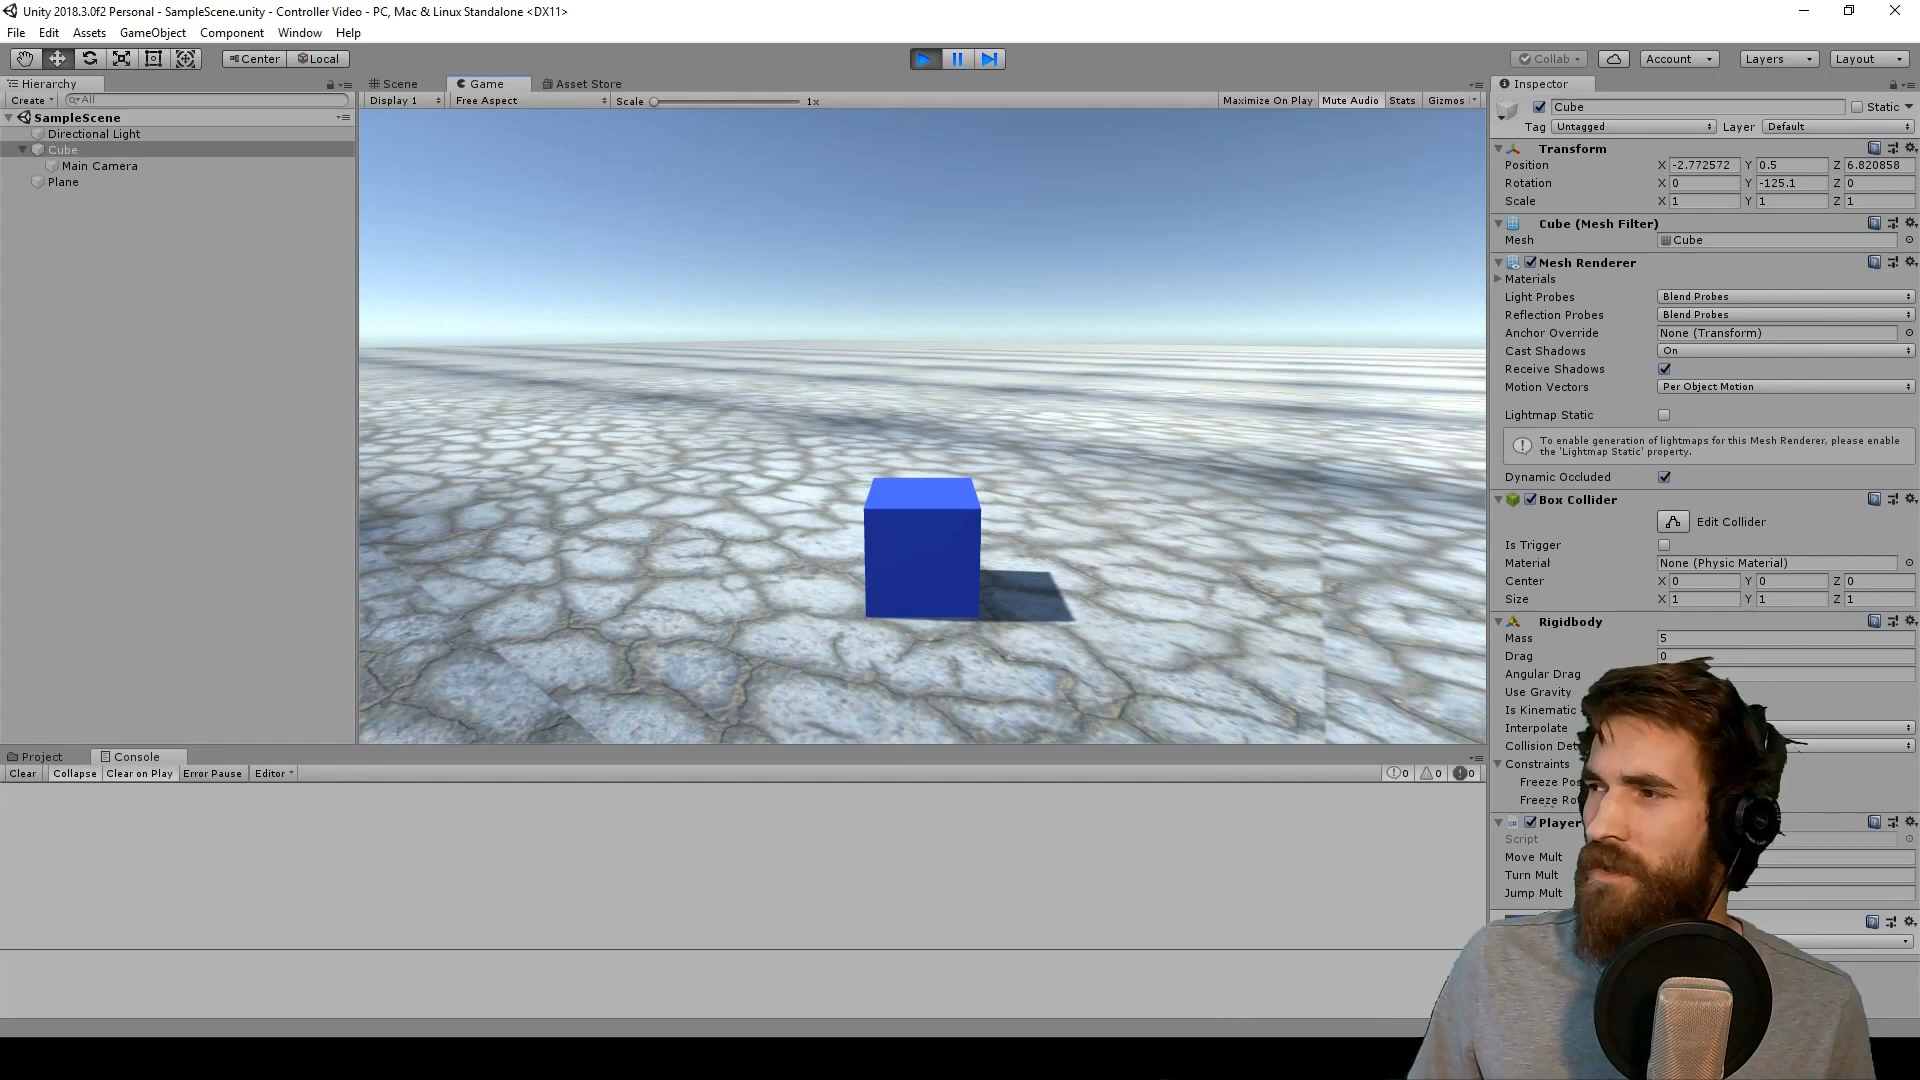 Unity 2018.3.0f2 Personal - SampleScene.unity - Controller Video - PC, Mac & Linux Standalone <DX11>
File Edit Assets GameObject Component Window Help
Center Local Collab Account Layers Layout
Hierarchy Scene Game Asset Store Inspector
Create All Display 1 Free Aspect Scale 1x Maximize On Play Mute Audio Stats Gizmos
Cube Static
SampleScene
Tag Untagged Layer Default
Directional Light
Cube
Main Camera
Plane
Transform
Position X -2.772572 Y 0.5 Z 6.820858
Rotation X 0 Y -125.1 Z 0
Scale X 1 Y 1 Z 1
Cube (Mesh Filter)
Mesh Cube
Mesh Renderer
Materials
Light Probes Blend Probes
Reflection Probes Blend Probes
Anchor Override None (Transform)
Cast Shadows On
Receive Shadows
Motion Vectors Per Object Motion
Lightmap Static
To enable generation of lightmaps for this Mesh Renderer, please enable
the 'Lightmap Static' property.
Dynamic Occluded
Box Collider
Edit Collider
Is Trigger
Material None (Physic Material)
Center X 0 Y 0 Z 0
Size X 1 Y 1 Z 1
Rigidbody
Mass 5
Drag 0
Angular Drag
Use Gravity
Is Kinematic
Interpolate
Collision Det
Constraints
Freeze Pos
Freeze Ro
Player
Script
Move Mult
Turn Mult
Jump Mult
Project Console
Clear Collapse Clear on Play Error Pause Editor 0 0 0